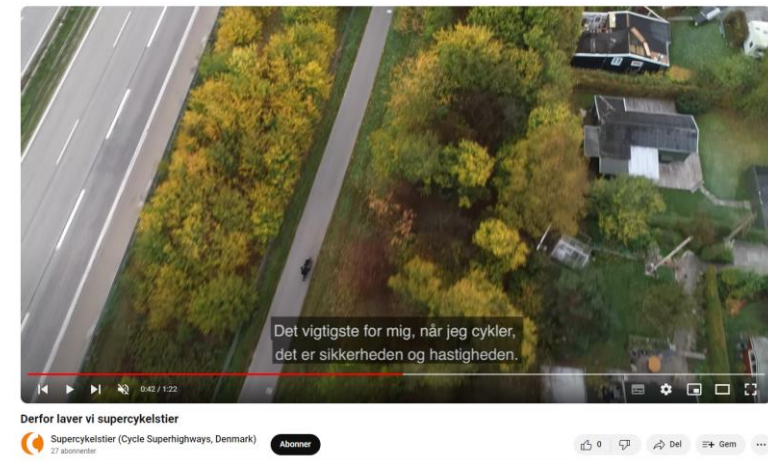 Det vigtigste for mig, når jeg cykler,
det er sikkerheden og hastigheden.
0:42 / 1:22
Derfor laver vi supercykelstier
Supercykelstier (Cycle Superhighways, Denmark)
27 abonnenter
Abonner
0
Del
Gem